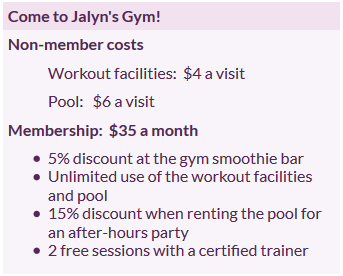 Come to Jalyn's Gym!
Non-member costs
Workout facilities: $4 a visit
Pool: $6 a visit
Membership: $35 a month
• 5% discount at the gym smoothie bar
• Unlimited use of the workout facilities
and pool
• 15% discount when renting the pool for
an after-hours party
• 2 free sessions with a certified trainer